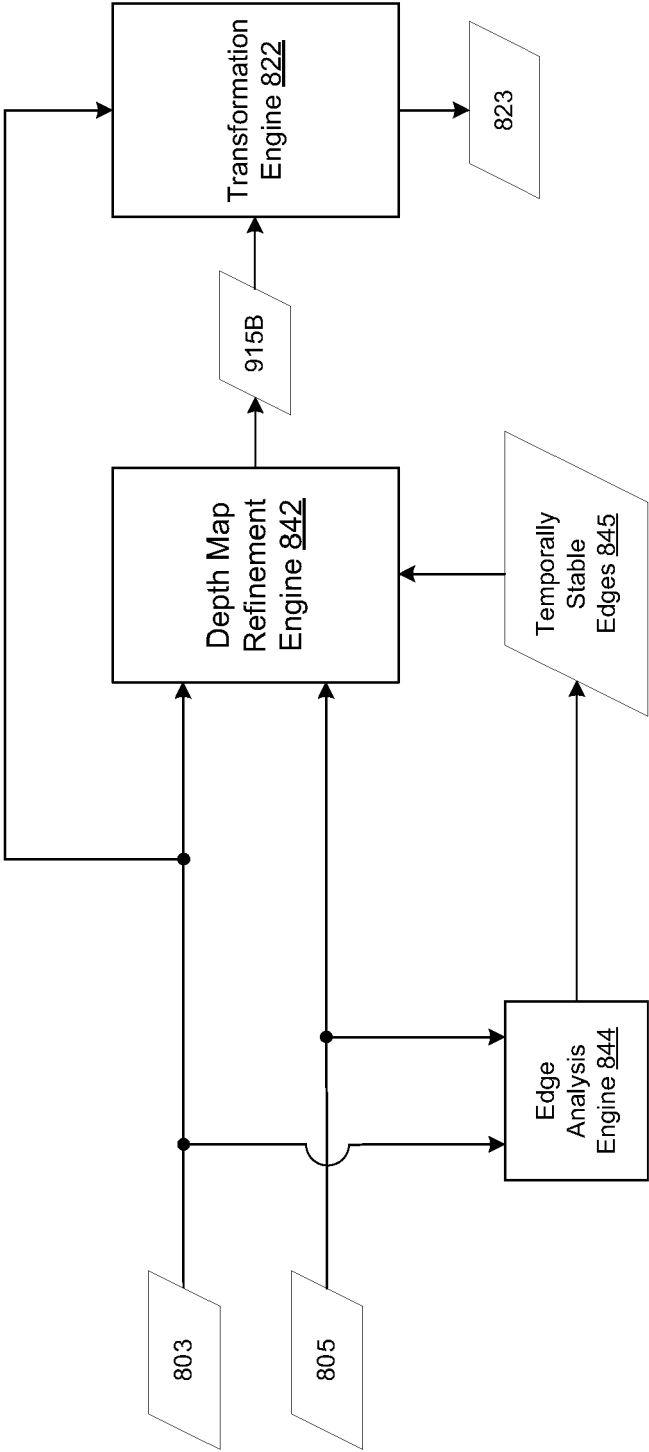 803
805
Edge
Analysis
Engine 844
Temporally
Stable
Edges 845
Depth Map
Refinement
Engine 842
915B
Transformation
Engine 822
823